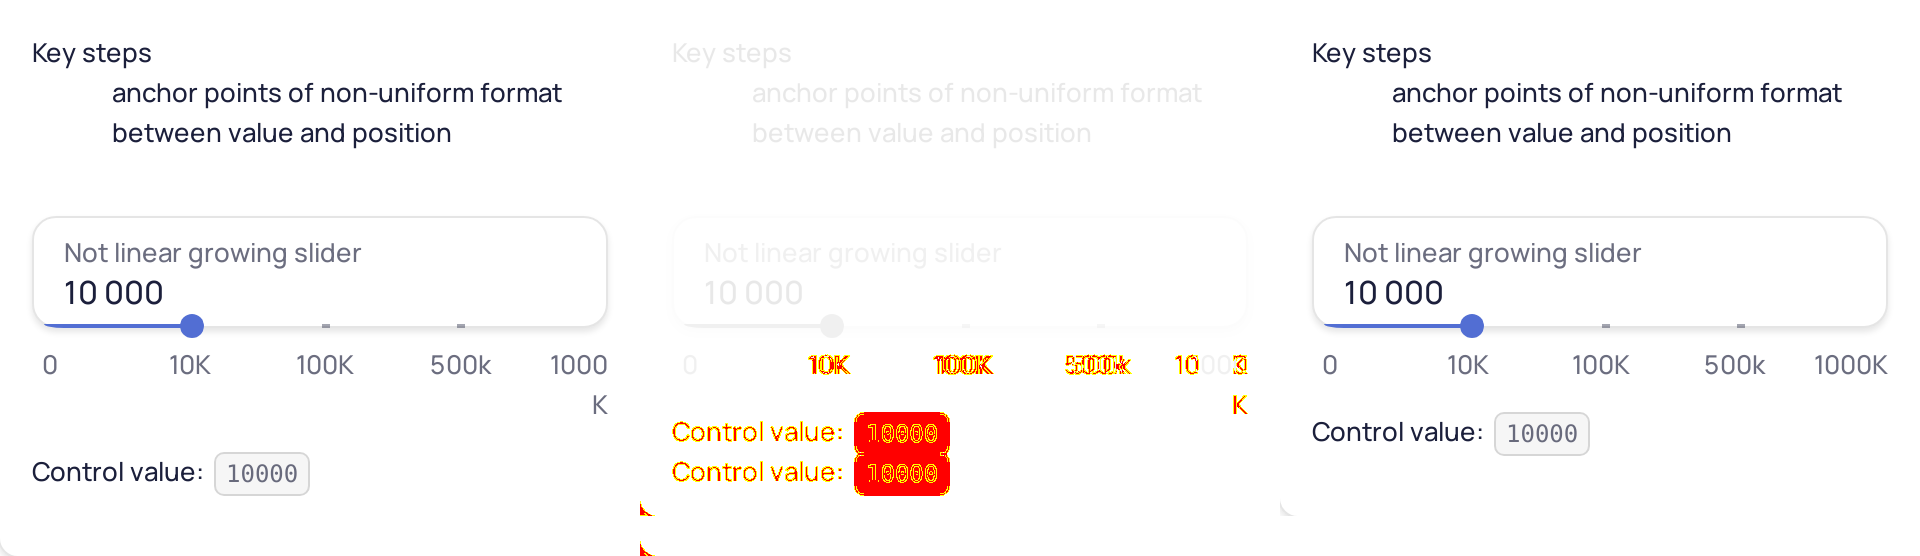 Key steps
anchor points of non-uniform format
between value and position
Not linear growing slider
10 000
0 10K 100K 500k 1000
K
Control value: 10000
Key steps
anchor points of non-uniform format
between value and position
Not linear growing slider
10 000
0 10K
K
Control value: 10000
Control value: 10000
Key steps
anchor points of non-uniform format
between value and position
Not linear growing slider
10 000
0 10K 100K 500k 1000K
Control value: 10000